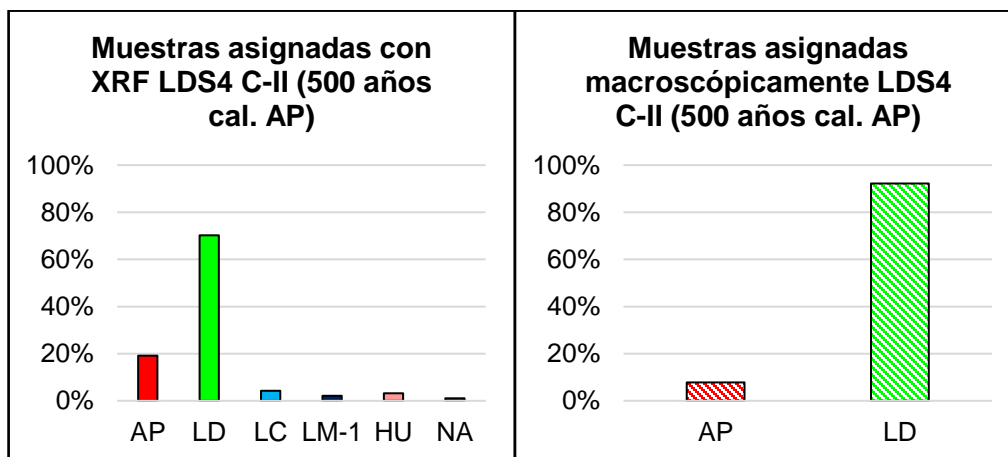 Muestras asignadas con
XRF LDS4 C-II (500 años
cal. AP)
100%
80%
60%
40%
20%
0%
AP LD LC LM-1 HU NA
Muestras asignadas
macroscópicamente LDS4
C-II (500 años cal. AP)
100%
80%
60%
40%
20%
0%
AP LD